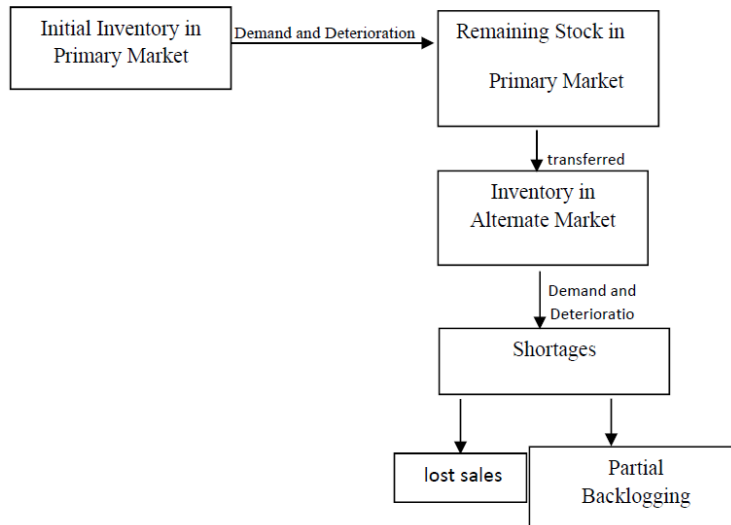 Initial Inventory in
Primary Market
Demand and Deterioration
Remaining Stock in
Primary Market
transferred
Inventory in
Alternate Market
Demand and
Deterioratio
Shortages
lost sales
Partial
Backlogging